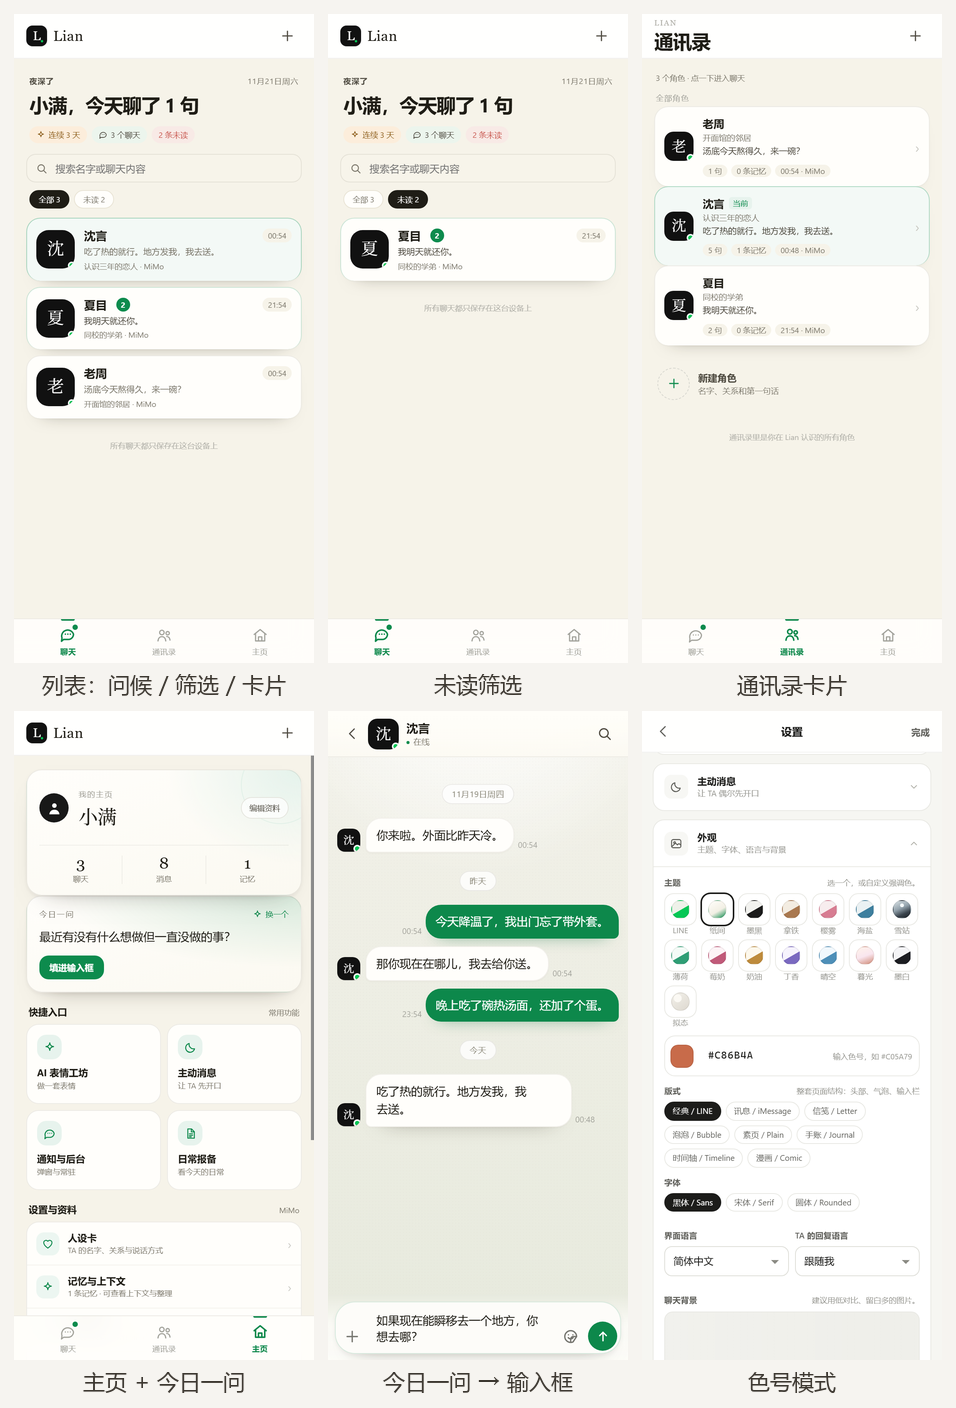 L Lian
夜深了 11月21日周六
小满，今天聊了 1 句
连续 3 天 3 个聊天 2 条未读
搜索名字或聊天内容
全部 3 未读 2
沈 沈言 00:54
吃了热的就行。地方发我，我去送。
认识三年的恋人 · MiMo
夏 夏目 2 21:54
我明天就还你。
同校的学弟 · MiMo
老 老周 00:54
汤底今天熬得久，来一碗？
开面馆的邻居 · MiMo
所有聊天都只保存在这台设备上
聊天 通讯录 主页
列表：问候 / 筛选 / 卡片
L Lian
夜深了 11月21日周六
小满，今天聊了 1 句
连续 3 天 3 个聊天 2 条未读
搜索名字或聊天内容
全部 3 未读 2
夏 夏目 2 21:54
我明天就还你。
同校的学弟 · MiMo
所有聊天都只保存在这台设备上
聊天 通讯录 主页
未读筛选
LIAN
通讯录
3 个角色 · 点一下进入聊天
全部角色
老 老周
开面馆的邻居
汤底今天熬得久，来一碗？
1 句 0 条记忆 00:54 · MiMo
沈 沈言 当前
认识三年的恋人
吃了热的就行。地方发我，我去送。
5 句 1 条记忆 00:48 · MiMo
夏 夏目
同校的学弟
我明天就还你。
2 句 0 条记忆 21:54 · MiMo
新建角色
名字、关系和第一句话
通讯录里是你在 Lian 认识的所有角色
聊天 通讯录 主页
通讯录卡片
L Lian
我的主页
小满
编辑资料
3 8 1
聊天 消息 记忆
今日一问 换一个
最近有没有什么想做但一直没做的事？
填进输入框
快捷入口 常用功能
AI 表情工坊
做一套表情
主动消息
让 TA 先开口
通知与后台
弹窗与常驻
日常报备
看今天的日常
设置与资料 MiMo
人设卡
TA 的名字、关系与说话方式
记忆与上下文
1 条记忆 · 可查看上下文与整理
聊天 通讯录 主页
主页 + 今日一问
沈 沈言
在线
11月19日周四
沈 你来啦。外面比昨天冷。 00:54
昨天
00:54 今天降温了，我出门忘了带外套。
沈 那你现在在哪儿，我去给你送。 00:54
23:54 晚上吃了碗热汤面，还加了个蛋。
今天
沈 吃了热的就行。地方发我，我
去送。 00:48
如果现在能瞬移去一个地方，你
想去哪？
今日一问 → 输入框
设置 完成
主动消息
让 TA 偶尔先开口
外观
主题、字体、语言与背景
主题 选一个，或自定义强调色。
LINE 纸间 墨里 拿铁 樱雾 海盐 雪钻
薄荷 莓奶 奶油 丁香 晴空 暮光 墨白
拟态
#C86B4A 输入色号，如 #C05A79
版式 整套页面结构：头部、气泡、输入栏
经典 / LINE 讯息 / iMessage 信笺 / Letter
泡泡 / Bubble 素页 / Plain 手账 / Journal
时间轴 / Timeline 漫画 / Comic
字体
黑体 / Sans 宋体 / Serif 圆体 / Rounded
界面语言 TA 的回复语言
简体中文 跟随我
聊天背景 建议用低对比、留白多的图片。
色号模式